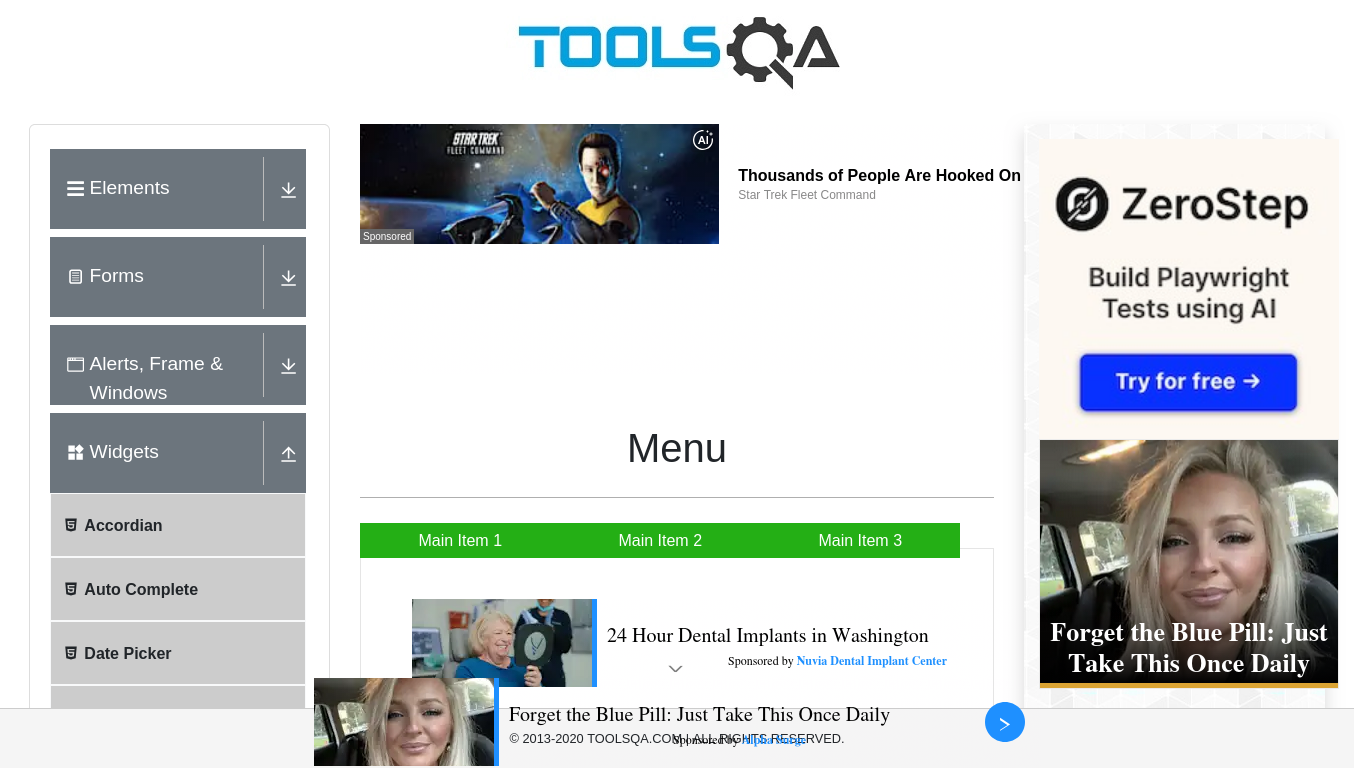 TOOLSQA
Elements
Forms
Alerts, Frame &
Windows
Widgets
Accordian
Auto Complete
Date Picker
STAR TREK
FLEET COMMAND
AI
Sponsored
Thousands of People Are Hooked On
Star Trek Fleet Command
Menu
Main Item 1
Main Item 2
Main Item 3
24 Hour Dental Implants in Washington
Sponsored by Nuvia Dental Implant Center
Forget the Blue Pill: Just Take This Once Daily
Sponsored by
© 2013-2020 TOOLSQA.COM | ALL RIGHTS RESERVED.
ZeroStep
Build Playwright
Tests using AI
Try for free →
Forget the Blue Pill: Just
Take This Once Daily